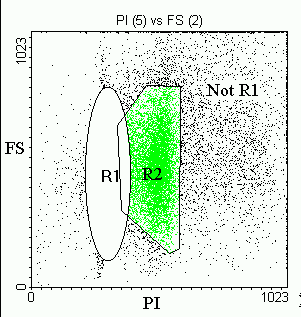 PI (5) vs FS (2)
1023
Not R1
FS
R1
R2
0
0
PI
1023